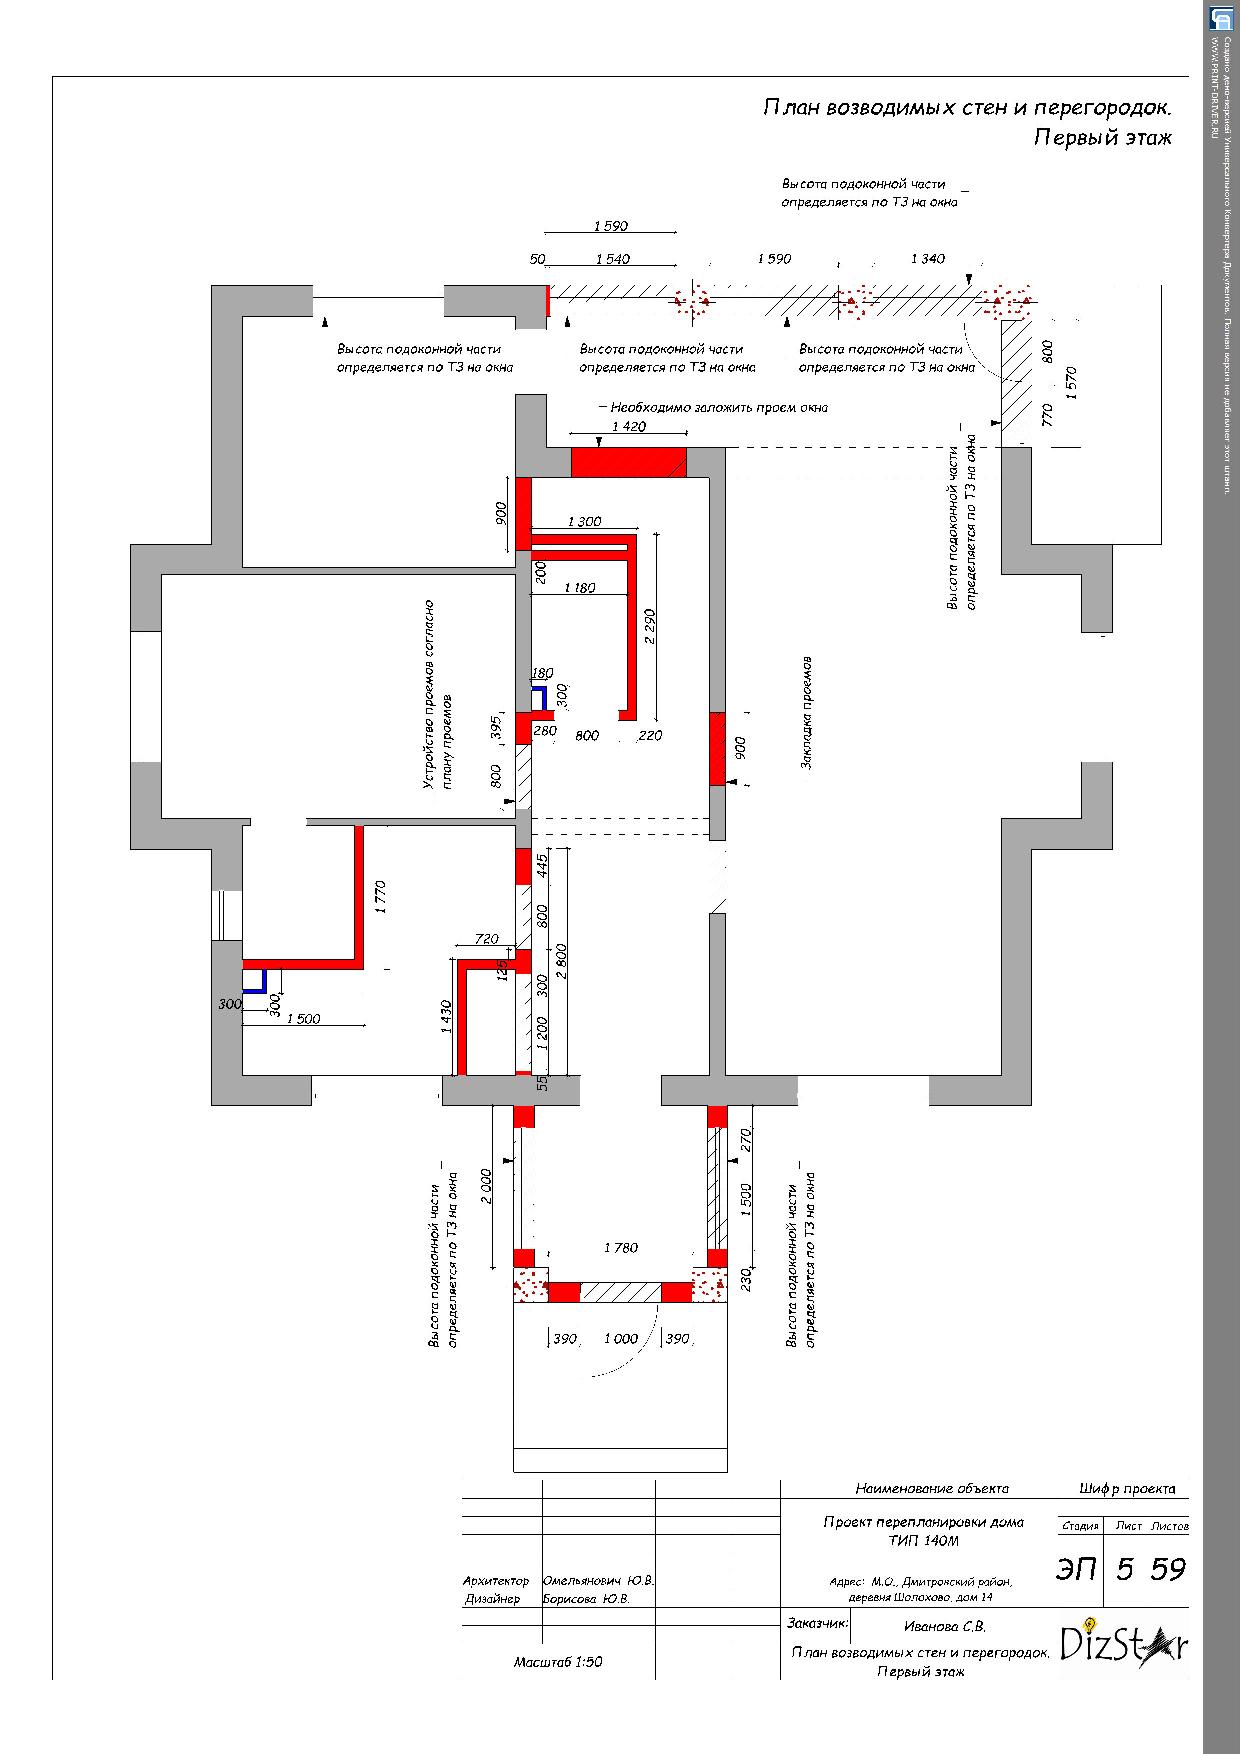 Создано демо-версией Универсального Конвертера Документов. Полная версия не добавляет этот штамп.
WWW.PRINT-DRIVER.RU
План возводимых стен и перегородок.
Первый этаж
Высота подоконной части
определяется по ТЗ на окна
1 590
50
1 540
1 590
1 340
Высота подоконной части
определяется по ТЗ на окна
Высота подоконной части
определяется по ТЗ на окна
Высота подоконной части
определяется по ТЗ на окна
800
1 570
770
Необходимо заложить проем окна
1 420
Высота подоконной части
определяется по ТЗ на окна
900
1 300
200
1 180
2 290
Устройство проемов согласно
плану проемов
180
300
395
280
800
220
800
900
Закладка проемов
445
1 770
800
720
2 800
125
300
300
300
1 500
1 430
1 200
55
270
2 000
1 500
Высота подоконной части
определяется по ТЗ на окна
1 780
230
Высота подоконной части
определяется по ТЗ на окна
390
1 000
390
Наименование объекта
Шифр проекта
Проект перепланировки дома
ТИП 140М
Стадия Лист Листов
ЭП 5 59
Архитектор Омельянович Ю.В.
Дизайнер Борисова Ю.В.
Адрес: М.О., Дмитровский район,
деревня Шолохово, дом 14
Заказчик: Иванова С.В.
DizStar
Масштаб 1:50
План возводимых стен и перегородок.
Первый этаж